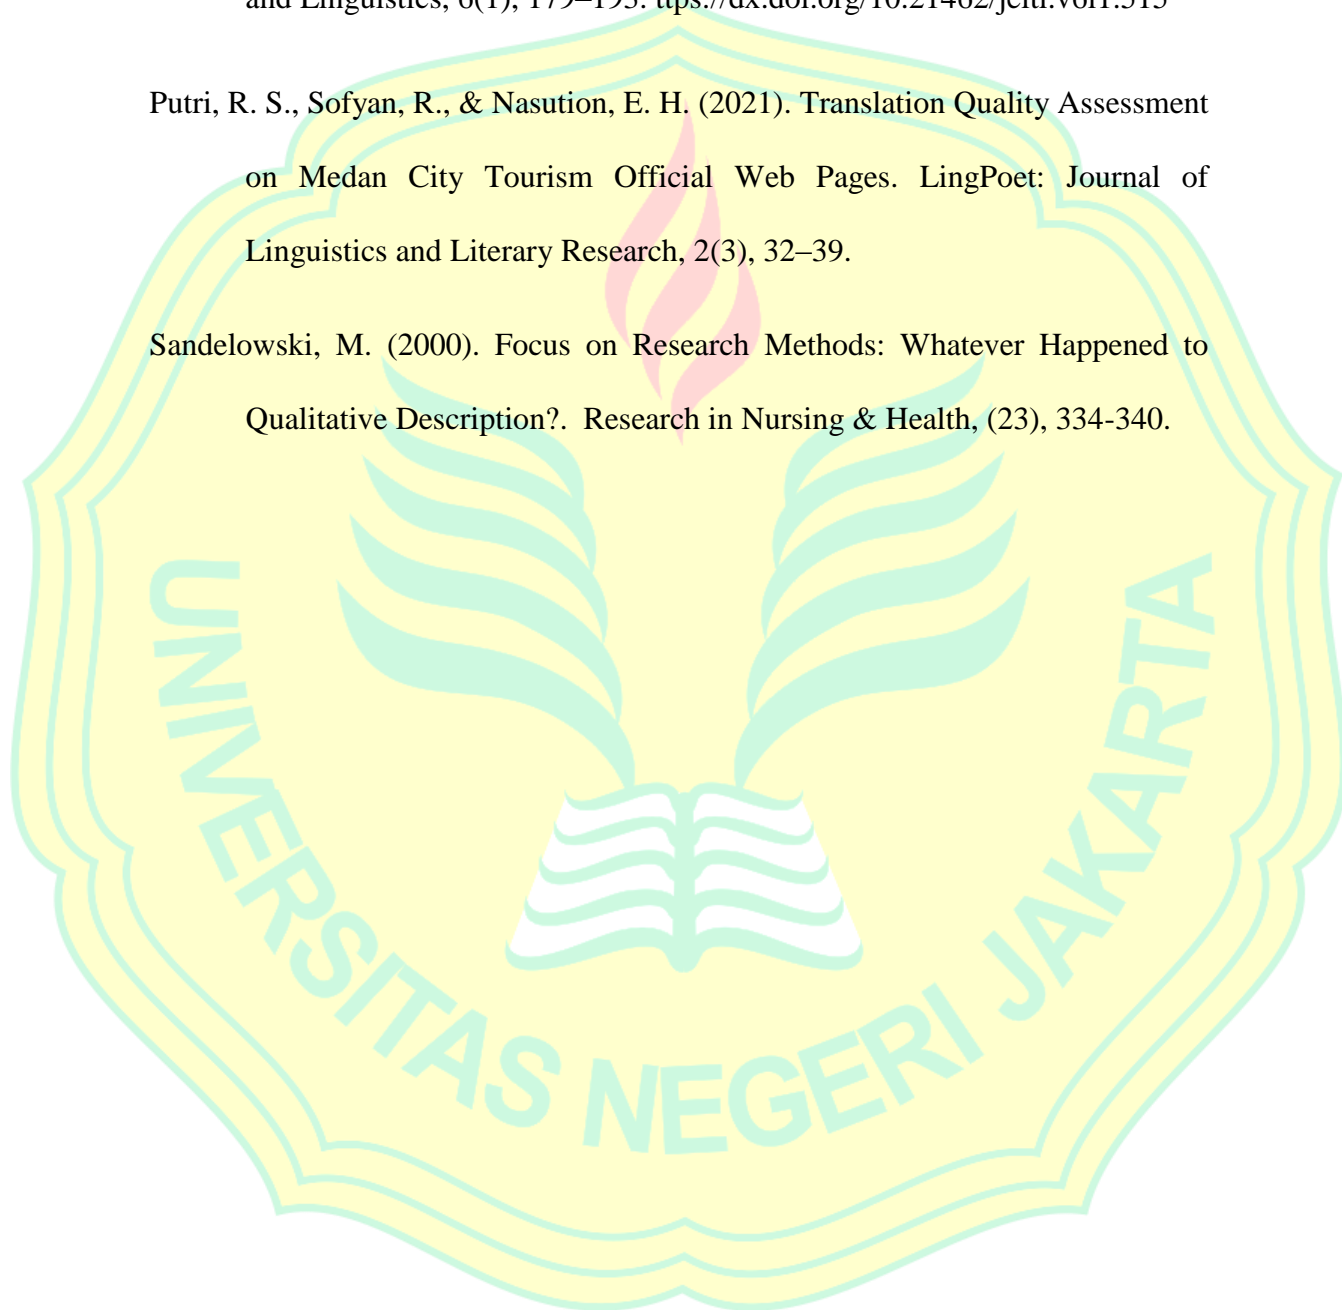 and Linguistics, 6(1), 179–193. ttps://dx.doi.org/10.21462/jeltl.v6i1.515
Putri, R. S., Sofyan, R., & Nasution, E. H. (2021). Translation Quality Assessment
on Medan City Tourism Official Web Pages. LingPoet: Journal of
Linguistics and Literary Research, 2(3), 32–39.
Sandelowski, M. (2000). Focus on Research Methods: Whatever Happened to
Qualitative Description?. Research in Nursing & Health, (23), 334-340.
UNIVERSITAS NEGERI JAKARTA